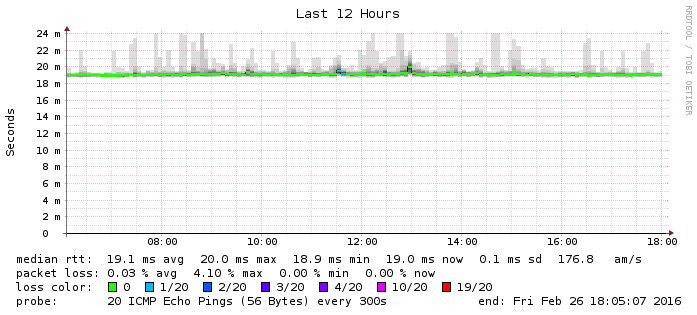 Last 12 Hours
RRDTOOL / TOBI OETIKER
Seconds
24 m
22 m
20 m
18 m
16 m
14 m
12 m
10 m
8 m
6 m
4 m
2 m
0
08:00 10:00 12:00 14:00 16:00 18:00
median rtt: 19.1 ms avg 20.0 ms max 18.9 ms min 19.0 ms now 0.1 ms sd 176.8 am/s
packet loss: 0.03 % avg 4.10 % max 0.00 % min 0.00 % now
loss color: 0 1/20 2/20 3/20 4/20 10/20 19/20
probe: 20 ICMP Echo Pings (56 Bytes) every 300s end: Fri Feb 26 18:05:07 2016